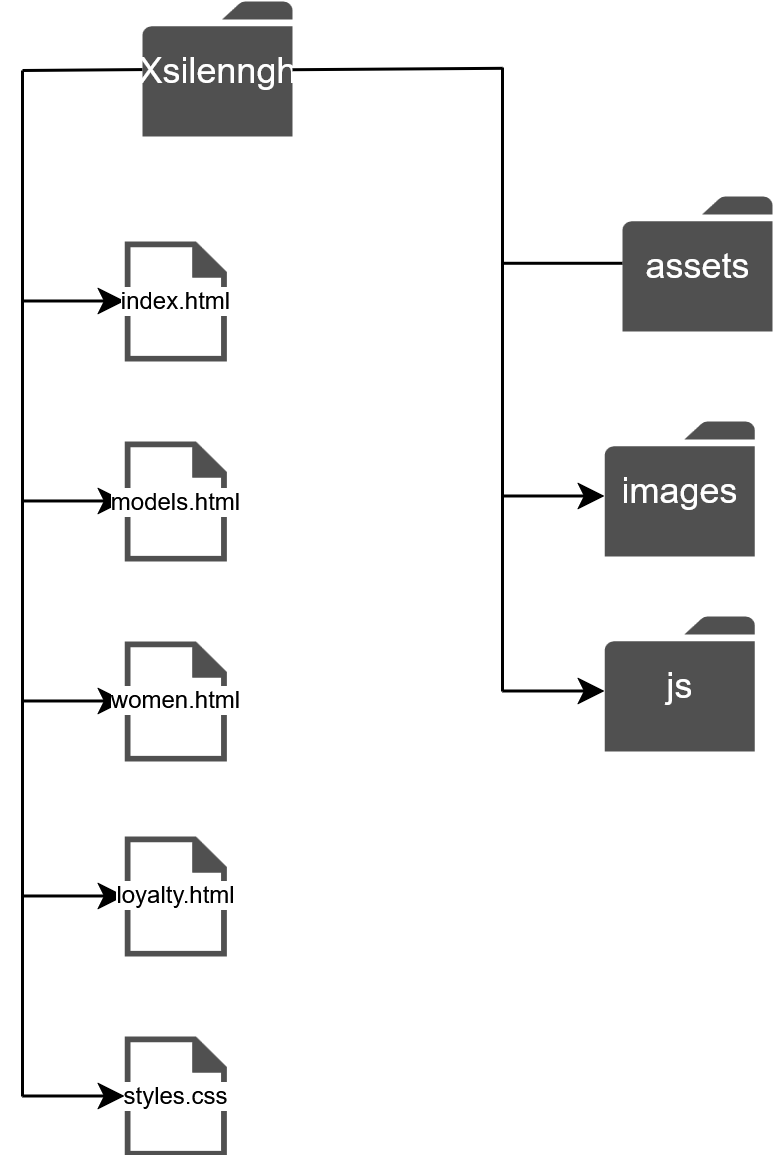 Xsilenngh
assets
index.html
images
models.html
js
women.html
loyalty.html
styles.css